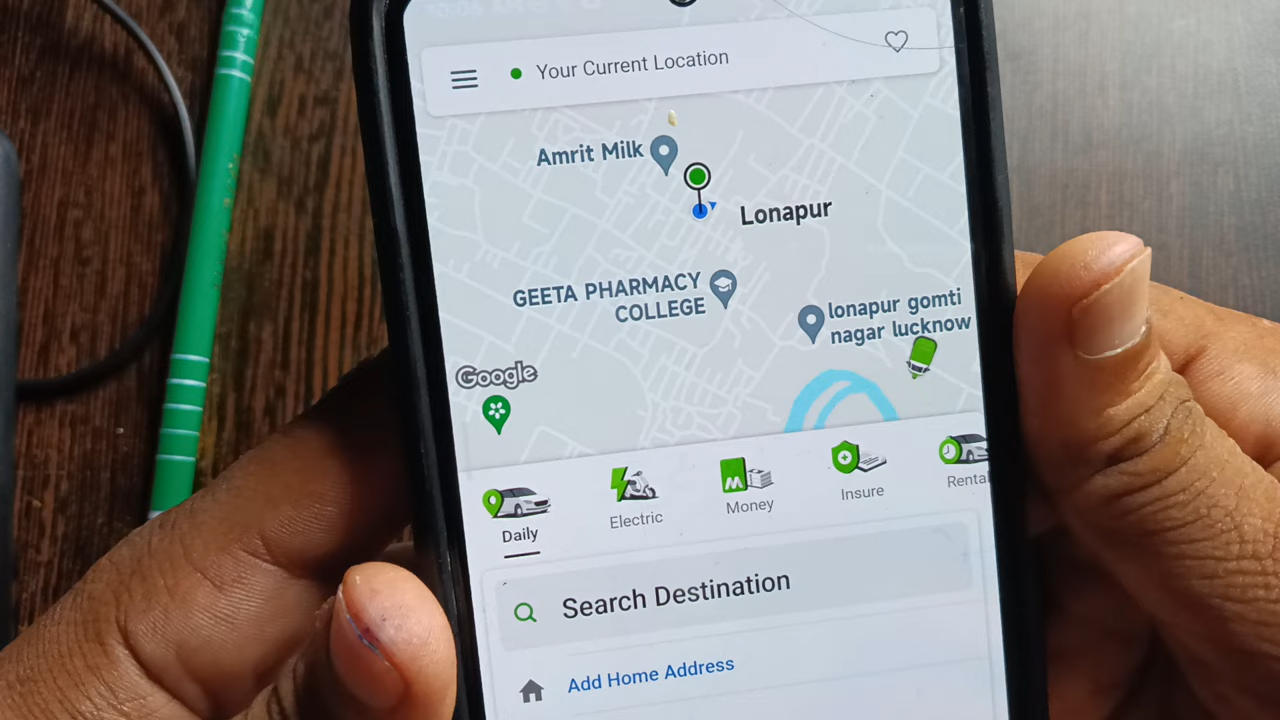 Your Current Location
Amrit Milk
Lonapur
GEETA PHARMACY
COLLEGE
lonapur gomti
nagar lucknow
Google
Daily
Electric
M
Money
Insure
Rental
Search Destination
Add Home Address